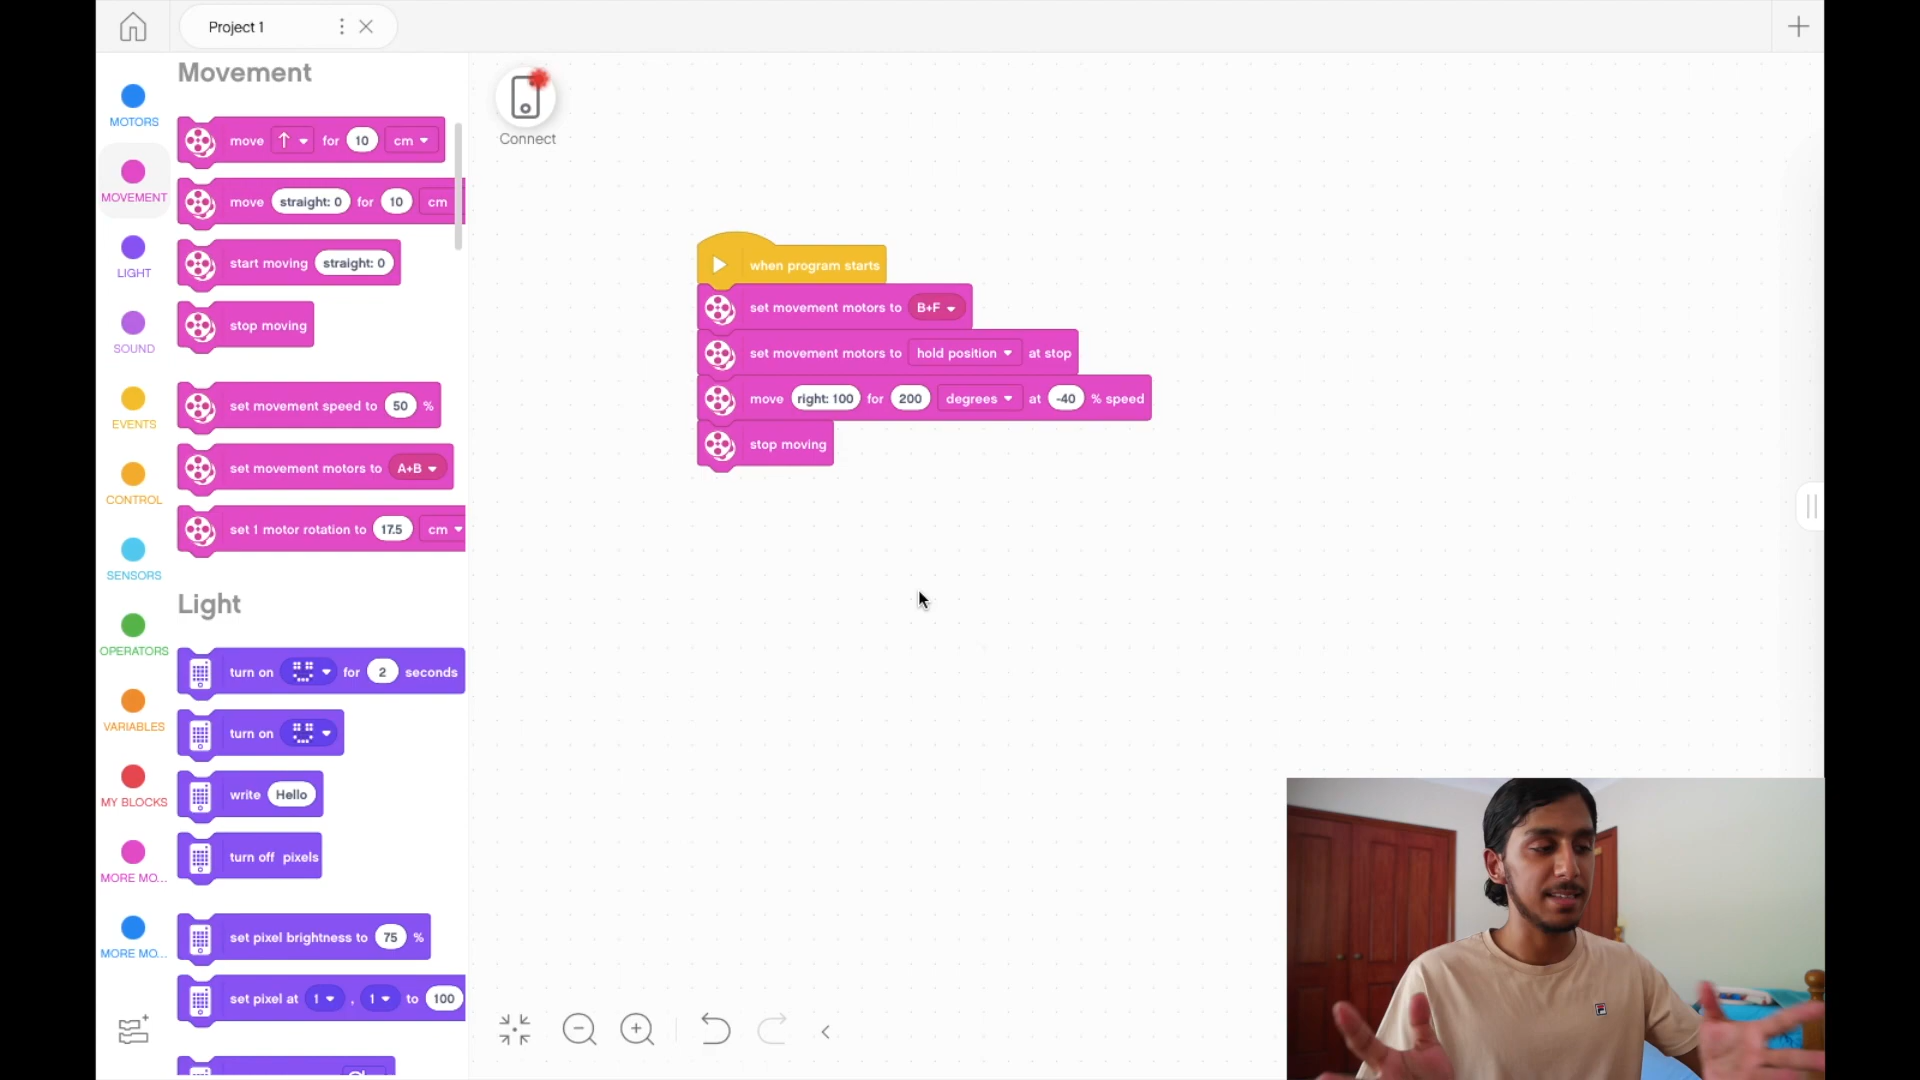 Project 1
Movement
MOTORS
MOVEMENT
LIGHT
SOUND
EVENTS
CONTROL
SENSORS
OPERATORS
VARIABLES
MY BLOCKS
MORE MO...
MORE MO...
move for 10 cm
move straight: 0 for 10 cm
start moving straight: 0
stop moving
set movement speed to 50 %
set movement motors to A+B
set 1 motor rotation to 17.5 cm
Light
turn on for 2 seconds
turn on
write Hello
turn off pixels
set pixel brightness to 75 %
set pixel at 1 , 1 to 100
Connect
when program starts
set movement motors to B+F
set movement motors to hold position at stop
move right: 100 for 200 degrees at -40 % speed
stop moving